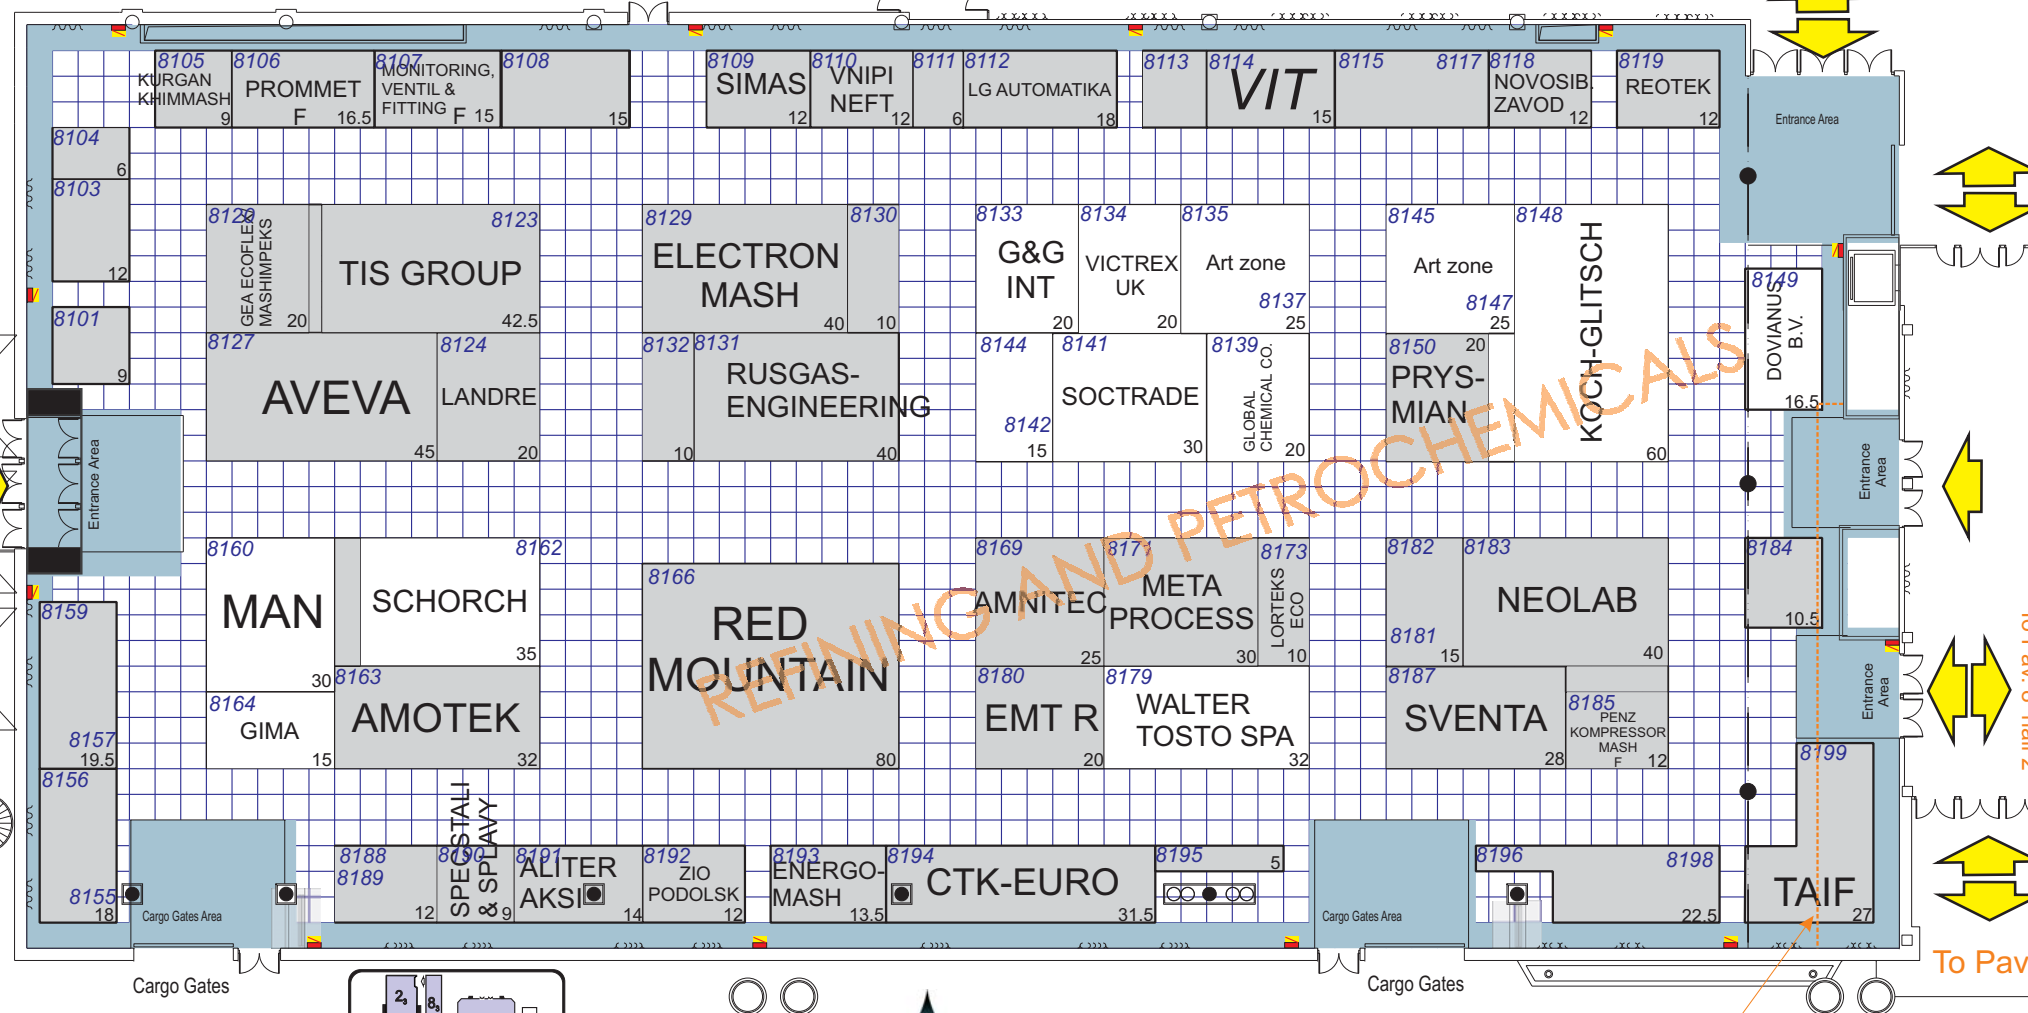 8105
KURGAN
KHIMMASH
9
8106
PROMMET
F 16.5
8107
MONITORING,
VENTIL &
FITTING F 15
8108
15
8109
SIMAS
12
8110
VNIPI
NEFT
12
8111
6
8112
LG AUTOMATIKA
18
8113
8114
VIT
15
8115
8117
8118
NOVOSIB.
ZAVOD
12
8119
REOTEK
12
Entrance Area
8104
6
8103
12
8101
9
8120
GEA ECOFLEX
MASHIMPEKS
20
8123
TIS GROUP
42.5
8127
AVEVA
45
8124
LANDRE
20
8129
ELECTRON
MASH
40
8130
10
8132
10
8131
RUSGAS-
ENGINEERING
40
8133
G&G
INT
20
8134
VICTREX
UK
20
8135
Art zone
8137
25
8144
8142
15
8141
SOCTRADE
30
8139
GLOBAL
CHEMICAL CO.
20
8145
Art zone
8147
25
8148
KOCH-GLITSCH
60
8150
20
PRYS-
MIAN
8149
DOVIANUS
B.V.
16.5
Entrance Area
Entrance
Area
REFINING AND PETROCHEMICALS
8160
MAN
30
8162
SCHORCH
35
8164
GIMA
15
8163
AMOTEK
32
8166
RED
MOUNTAIN
80
8169
AMNITEC
25
8171
META
PROCESS
30
8173
LORTEKS
ECO
10
8180
EMT R
20
8179
WALTER
TOSTO SPA
32
8182
8181
15
8183
NEOLAB
40
8187
SVENTA
28
8185
PENZ
KOMPRESSOR
MASH
F 12
8184
10.5
Entrance
Area
8159
8157
19.5
8156
8155
18
Cargo Gates Area
8188
8189
12
8190
SPECSTALI
& SPLAVY
9
8191
ALITER
AKSI
14
8192
ZIO
PODOLSK
12
8193
ENERGO-
MASH
13.5
8194
CTK-EURO
31.5
8195
5
Cargo Gates Area
8196
8198
22.5
8199
TAIF
27
To Pav
Cargo Gates
Cargo Gates
2₃
8₃